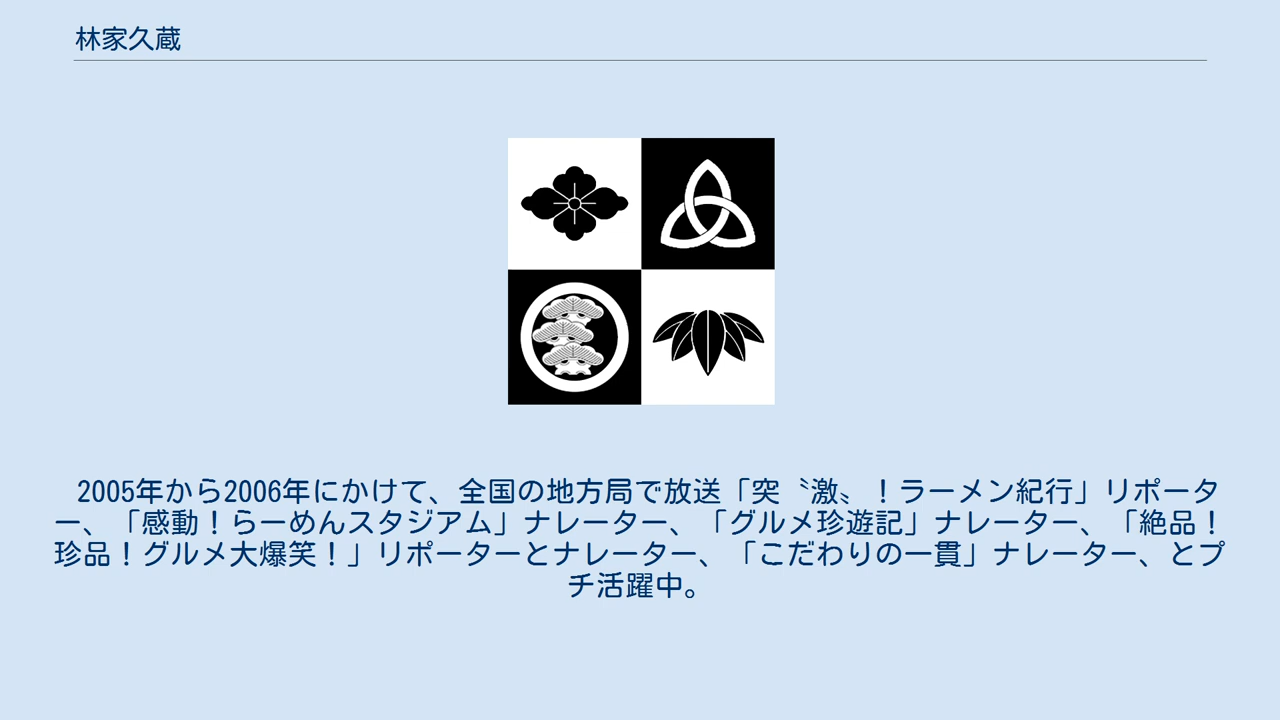 林家久蔵
2005年から2006年にかけて、全国の地方局で放送「突〝激〟！ラーメン紀行」リポータ
ー、「感動！らーめんスタジアム」ナレーター、「グルメ珍遊記」ナレーター、「絶品！
珍品！グルメ大爆笑！」リポーターとナレーター、「こだわりの一貫」ナレーター、とプ
チ活躍中。